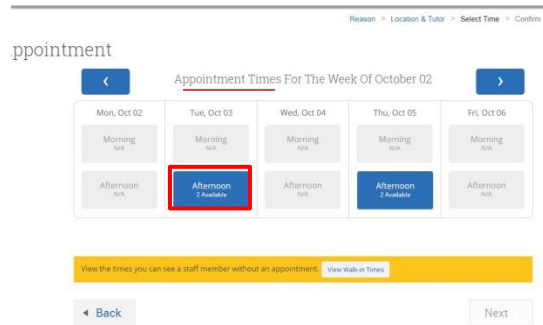 Reason > Location & Tutor > Select Time > Confirm
ppointment
‹ Appointment Times For The Week Of October 02 ›
Mon, Oct 02 Tue, Oct 03 Wed, Oct 04 Thu, Oct 05 Fri, Oct 06
Morning Morning Morning Morning Morning
N/A N/A N/A N/A N/A
Afternoon Afternoon Afternoon Afternoon Afternoon
N/A 2 Available N/A 2 Available N/A
View the times you can see a staff member without an appointment. View Walk-in Times
Back Next